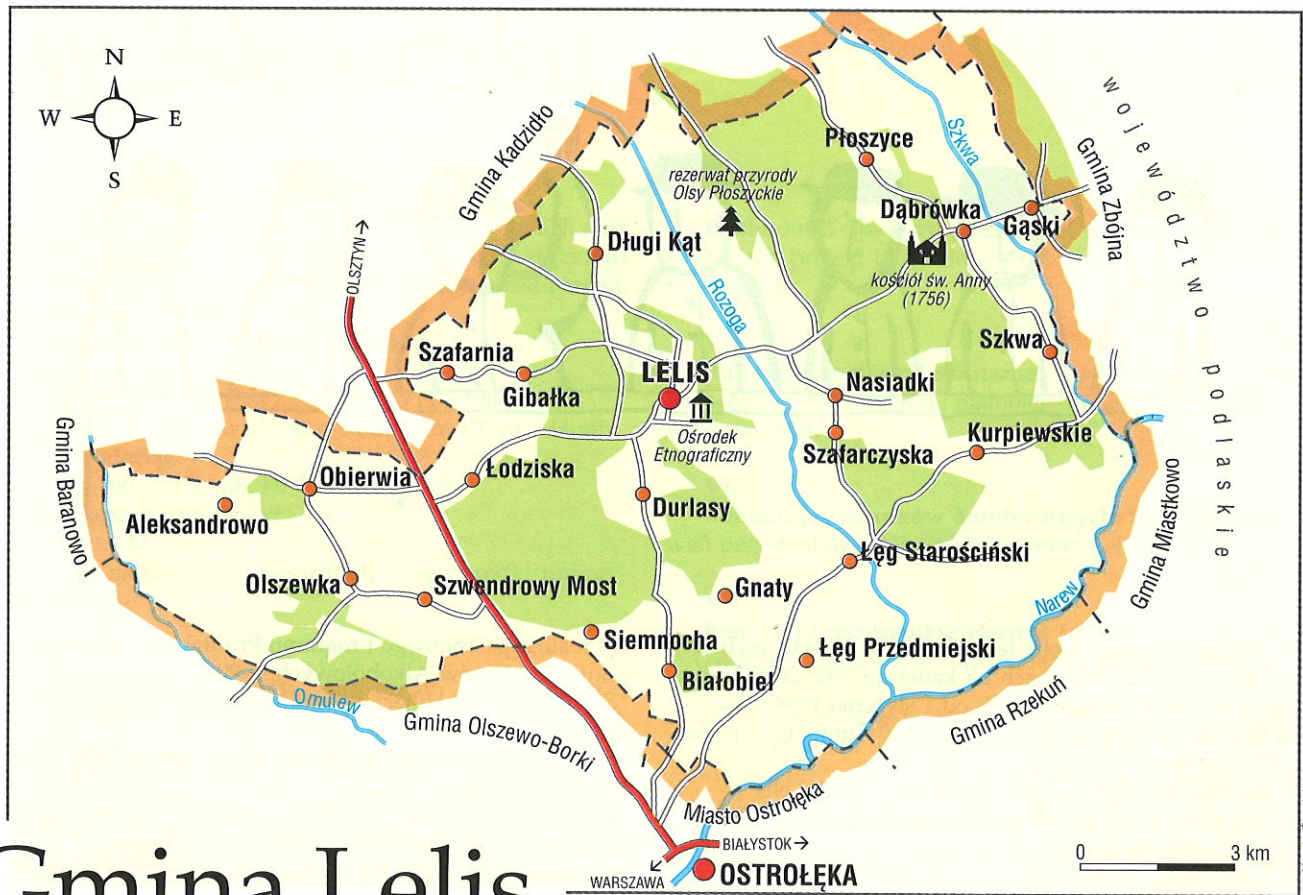 N
W E
S
województwo podlaskie
Gmina Kadzidło
Szkwa
Płoszyce
Gmina Zbójna
rezerwat przyrody
Olsy Płoszyckie
Dąbrówka
Gąski
Długi Kąt
OLSZTYN →
kościół św. Anny
(1756)
Rozoga
Szafarnia
Szkwa
LELIS
Gibałka
Nasiadki
Ośrodek
Etnograficzny
Kurpiewskie
Szafarczyska
Gmina Baranowo
Obierwia
Łodziska
Durlasy
Aleksandrowo
Gmina Miastkowo
Łęg Starościński
Olszewka
Szwendrowy Most
Gnaty
Narew
Siemnocha
Łęg Przedmiejski
Białobiel
Omulew
Gmina Olszewo-Borki
Gmina Rzekuń
Miasto Ostrołęka
BIAŁYSTOK →
0 3 km
WARSZAWA
OSTROŁĘKA
Gmina Lelis